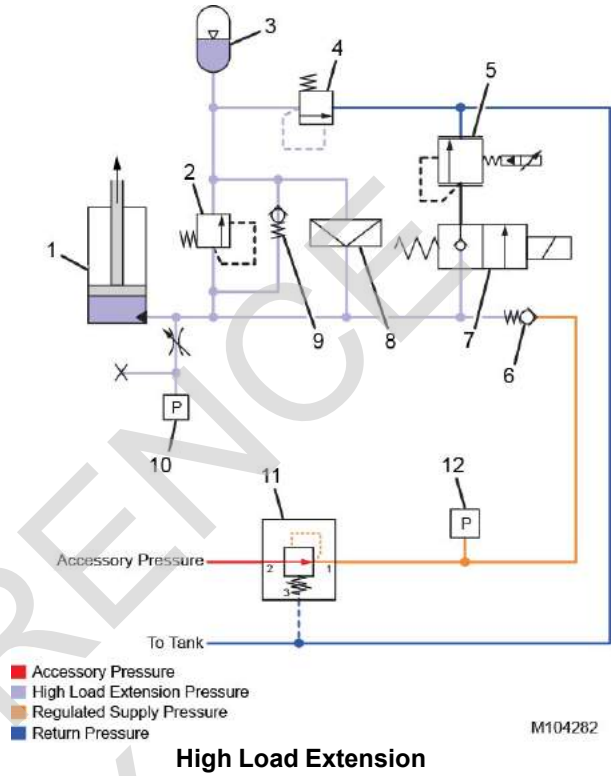 3
4
5
2
1
9
8
7
6
P
10
11
12
P
Accessory Pressure
2
1
3
To Tank
Accessory Pressure
High Load Extension Pressure
Regulated Supply Pressure
Return Pressure
M104282
High Load Extension
RENCE